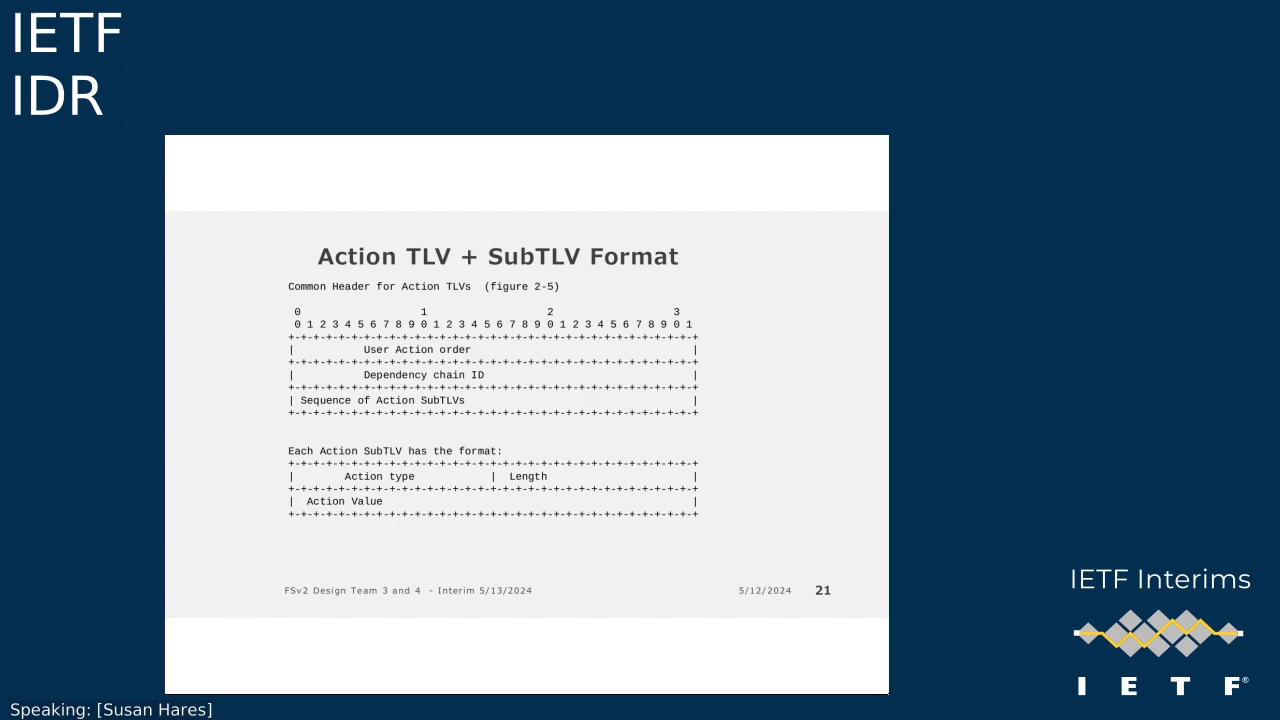 IETF
IDR
Action TLV + SubTLV Format
Common Header for Action TLVs  (figure 2-5)
 0                   1                   2                   3
 0 1 2 3 4 5 6 7 8 9 0 1 2 3 4 5 6 7 8 9 0 1 2 3 4 5 6 7 8 9 0 1
+-+-+-+-+-+-+-+-+-+-+-+-+-+-+-+-+-+-+-+-+-+-+-+-+-+-+-+-+-+-+-+-+
|           User Action order                                   |
+-+-+-+-+-+-+-+-+-+-+-+-+-+-+-+-+-+-+-+-+-+-+-+-+-+-+-+-+-+-+-+-+
|           Dependency chain ID                                 |
+-+-+-+-+-+-+-+-+-+-+-+-+-+-+-+-+-+-+-+-+-+-+-+-+-+-+-+-+-+-+-+-+
| Sequence of Action SubTLVs                                    |
+-+-+-+-+-+-+-+-+-+-+-+-+-+-+-+-+-+-+-+-+-+-+-+-+-+-+-+-+-+-+-+-+
Each Action SubTLV has the format:
+-+-+-+-+-+-+-+-+-+-+-+-+-+-+-+-+-+-+-+-+-+-+-+-+-+-+-+-+-+-+-+-+
|        Action type            |  Length                       |
+-+-+-+-+-+-+-+-+-+-+-+-+-+-+-+-+-+-+-+-+-+-+-+-+-+-+-+-+-+-+-+-+
|  Action Value                                                 |
+-+-+-+-+-+-+-+-+-+-+-+-+-+-+-+-+-+-+-+-+-+-+-+-+-+-+-+-+-+-+-+-+
FSv2 Design Team 3 and 4  - Interim 5/13/2024
5/12/2024
21
IETF Interims
I E T F®
Speaking: [Susan Hares]